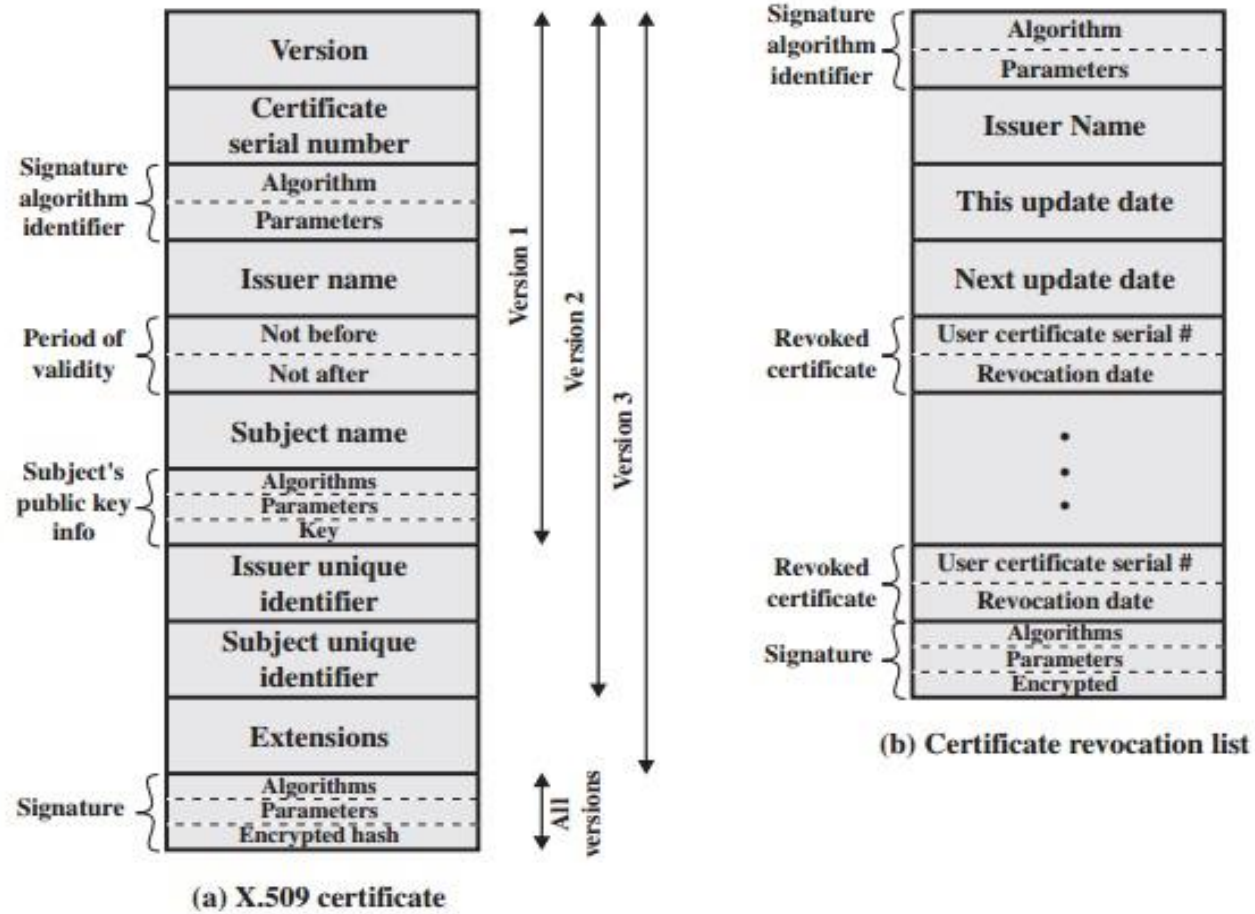 Version
Certificate
serial number
Signature
algorithm
identifier
Algorithm
Parameters
Issuer name
Period of
validity
Not before
Not after
Subject name
Subject's
public key
info
Algorithms
Parameters
Key
Issuer unique
identifier
Subject unique
identifier
Extensions
Signature
Algorithms
Parameters
Encrypted hash
Version 1
Version 2
Version 3
All
versions
(a) X.509 certificate
Signature
algorithm
identifier
Algorithm
Parameters
Issuer Name
This update date
Next update date
Revoked
certificate
User certificate serial #
Revocation date
Revoked
certificate
User certificate serial #
Revocation date
Signature
Algorithms
Parameters
Encrypted
(b) Certificate revocation list